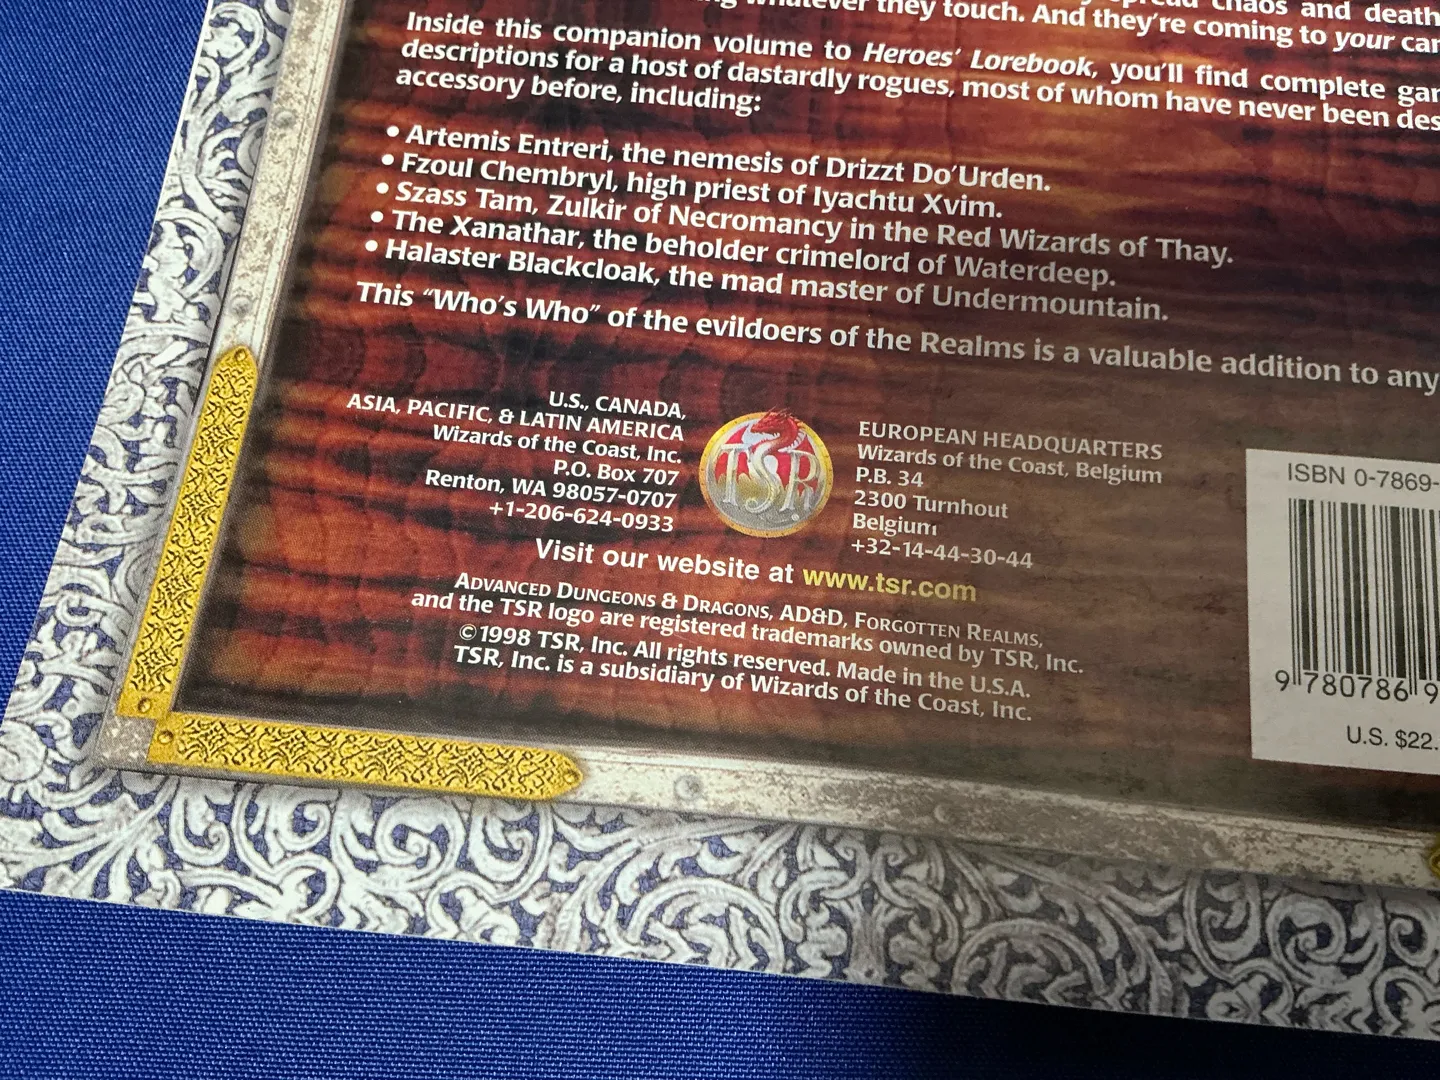 whatever they touch. And they're coming to your
Inside this companion volume to Heroes' Lorebook, you'll find complete
descriptions for a host of dastardly rogues, most of whom have never been
accessory before, including:
• Artemis Entreri, the nemesis of Drizzt Do'Urden.
• Fzoul Chembryl, high priest of Iyachtu Xvim.
• Szass Tam, Zulkir of Necromancy in the Red Wizards of Thay.
• The Xanathar, the beholder crimelord of Waterdeep.
• Halaster Blackcloak, the mad master of Undermountain.
This "Who's Who" of the evildoers of the Realms is a valuable addition to any
U.S., CANADA,
ASIA, PACIFIC, & LATIN AMERICA
Wizards of the Coast, Inc.
P.O. Box 707
Renton, WA 98057-0707
+1-206-624-0933
TSR
EUROPEAN HEADQUARTERS
Wizards of the Coast, Belgium
P.B. 34
2300 Turnhout
Belgium
+32-14-44-30-44
Visit our website at www.tsr.com
ADVANCED DUNGEONS & DRAGONS, AD&D, FORGOTTEN REALMS,
and the TSR logo are registered trademarks owned by TSR, Inc.
©1998 TSR, Inc. All rights reserved. Made in the U.S.A.
TSR, Inc. is a subsidiary of Wizards of the Coast, Inc.
ISBN 0-7869-
9 780786 9
U.S. $22.